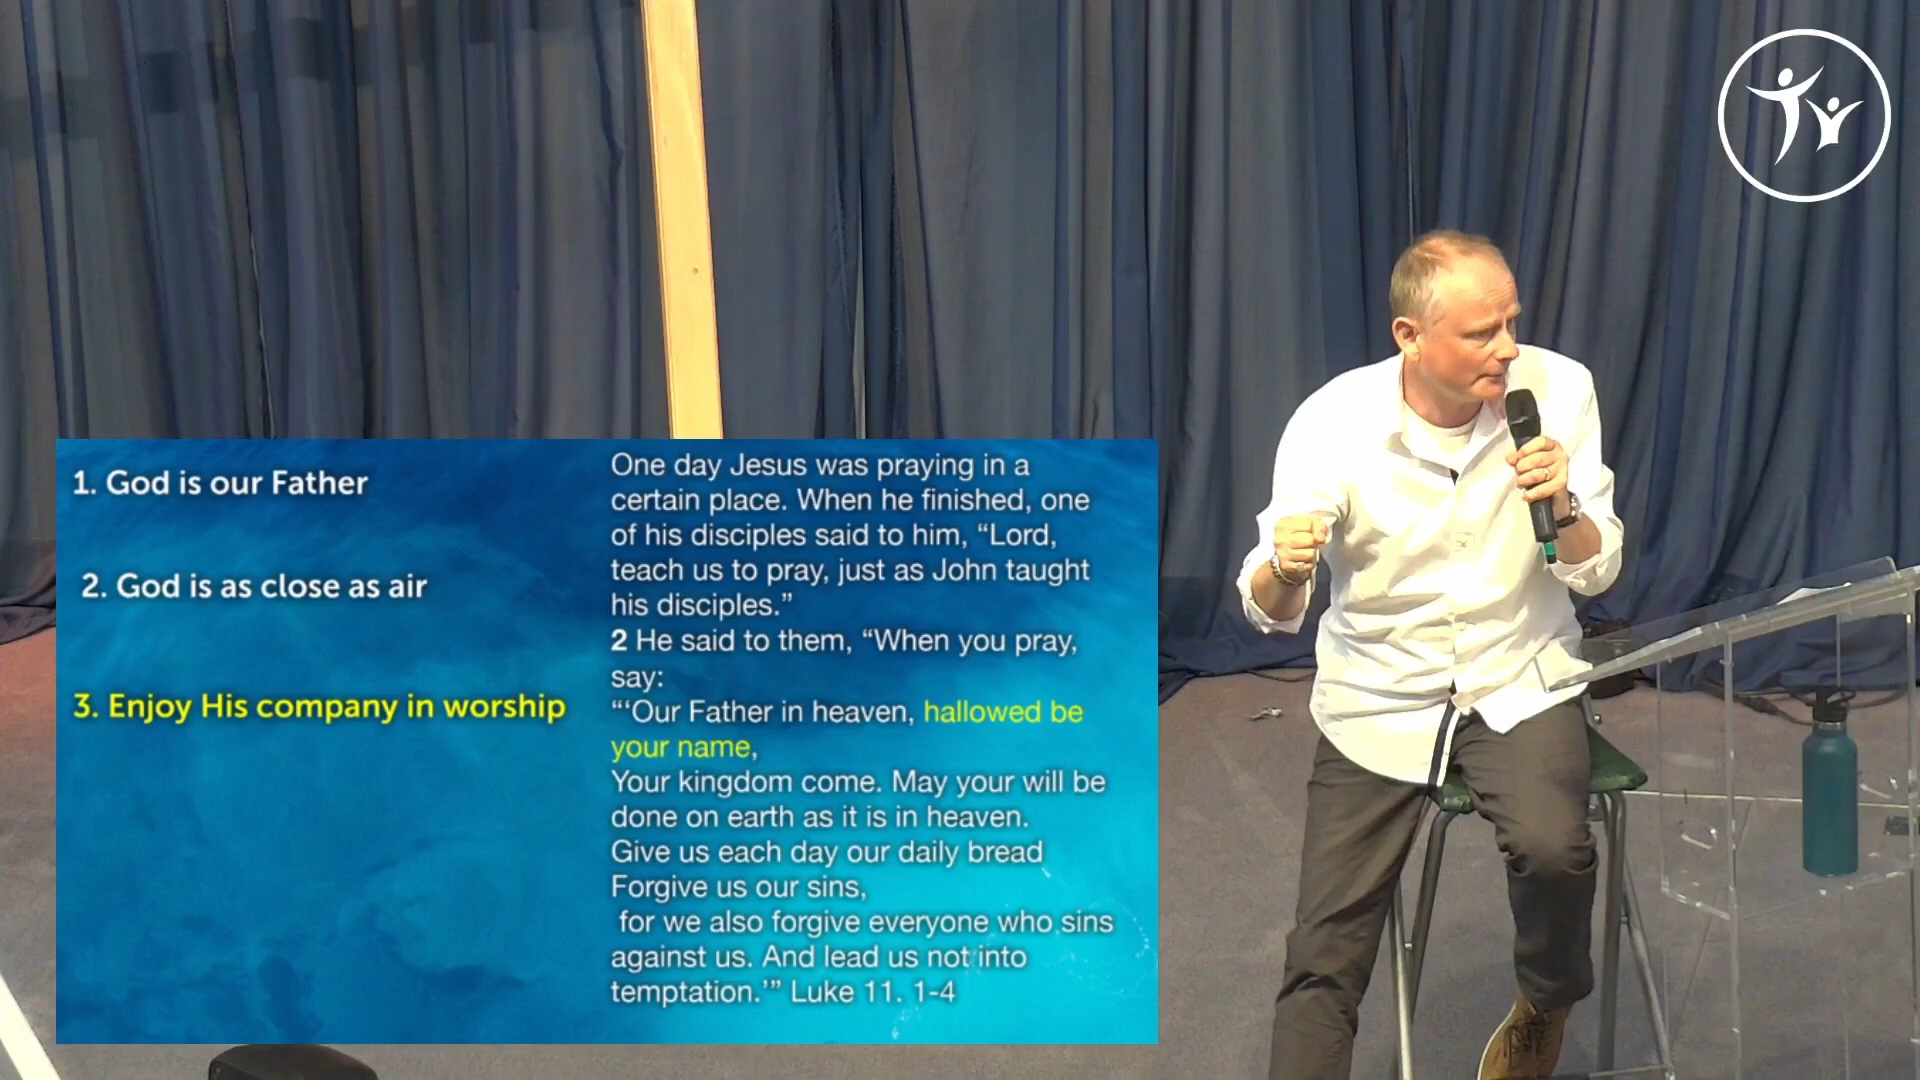 1. God is our Father
2. God is as close as air
3. Enjoy His company in worship
One day Jesus was praying in a
certain place. When he finished, one
of his disciples said to him, “Lord,
teach us to pray, just as John taught
his disciples.”
2 He said to them, “When you pray,
say:
“‘Our Father in heaven, hallowed be
your name,
Your kingdom come. May your will be
done on earth as it is in heaven.
Give us each day our daily bread
Forgive us our sins,
for we also forgive everyone who sins
against us. And lead us not into
temptation.’” Luke 11. 1-4